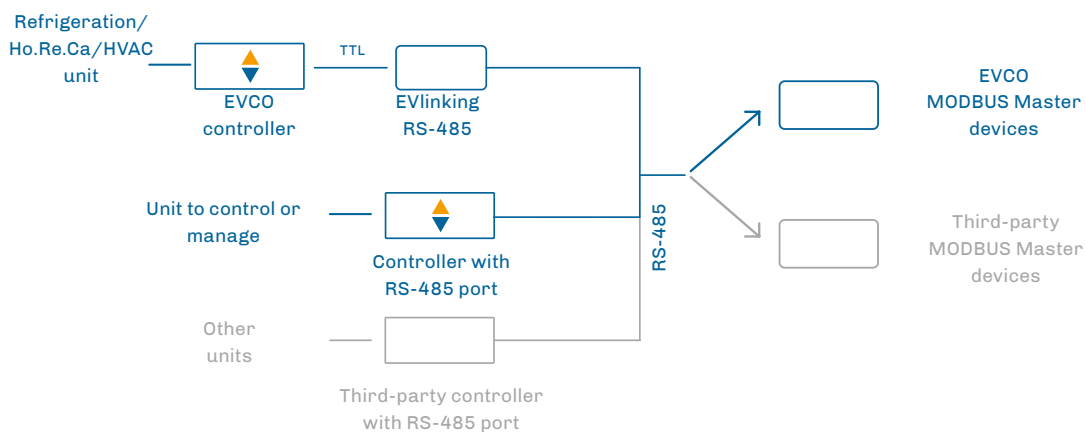 Refrigeration/
Ho.Re.Ca/HVAC
unit
TTL
EVCO
controller
EVlinking
RS-485
EVCO
MODBUS Master
devices
Unit to control or
manage
Controller with
RS-485 port
RS-485
Third-party
MODBUS Master
devices
Other
units
Third-party controller
with RS-485 port